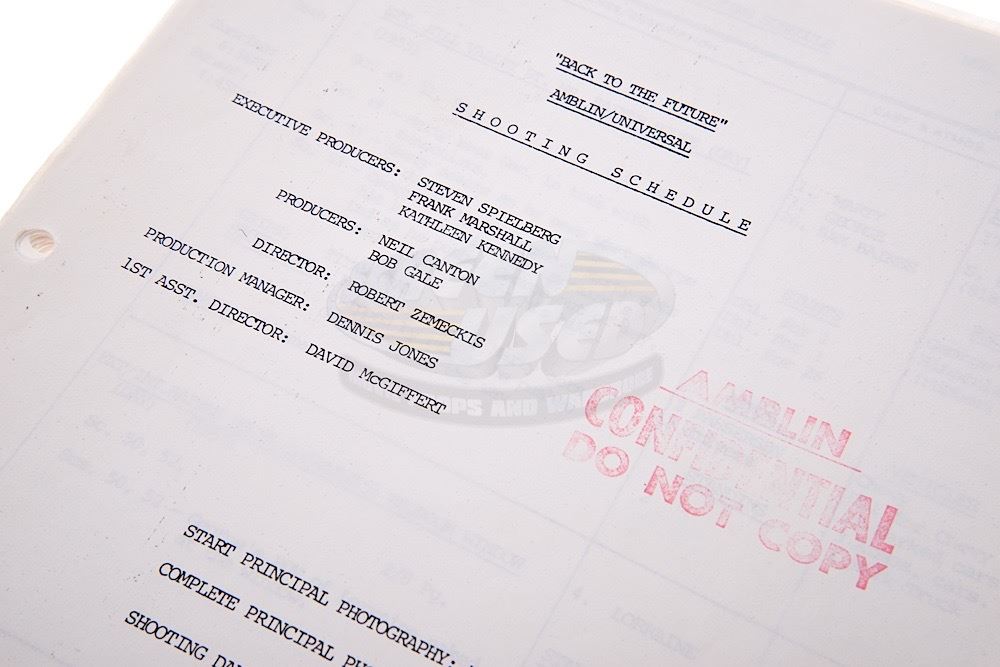 "BACK TO THE FUTURE"
AMBLIN/UNIVERSAL
SHOOTING SCHEDULE
EXECUTIVE PRODUCERS: STEVEN SPIELBERG
FRANK MARSHALL
KATHLEEN KENNEDY
PRODUCERS: NEIL CANTON
BOB GALE
DIRECTOR: ROBERT ZEMECKIS
PRODUCTION MANAGER: DENNIS JONES
1ST ASST. DIRECTOR: DAVID McGIFFERT
USED
AMBLIN
CONFIDENTIAL
DO NOT COPY
START PRINCIPAL PHOTOGRAPHY:
COMPLETE PRINCIPAL
SHOOTING